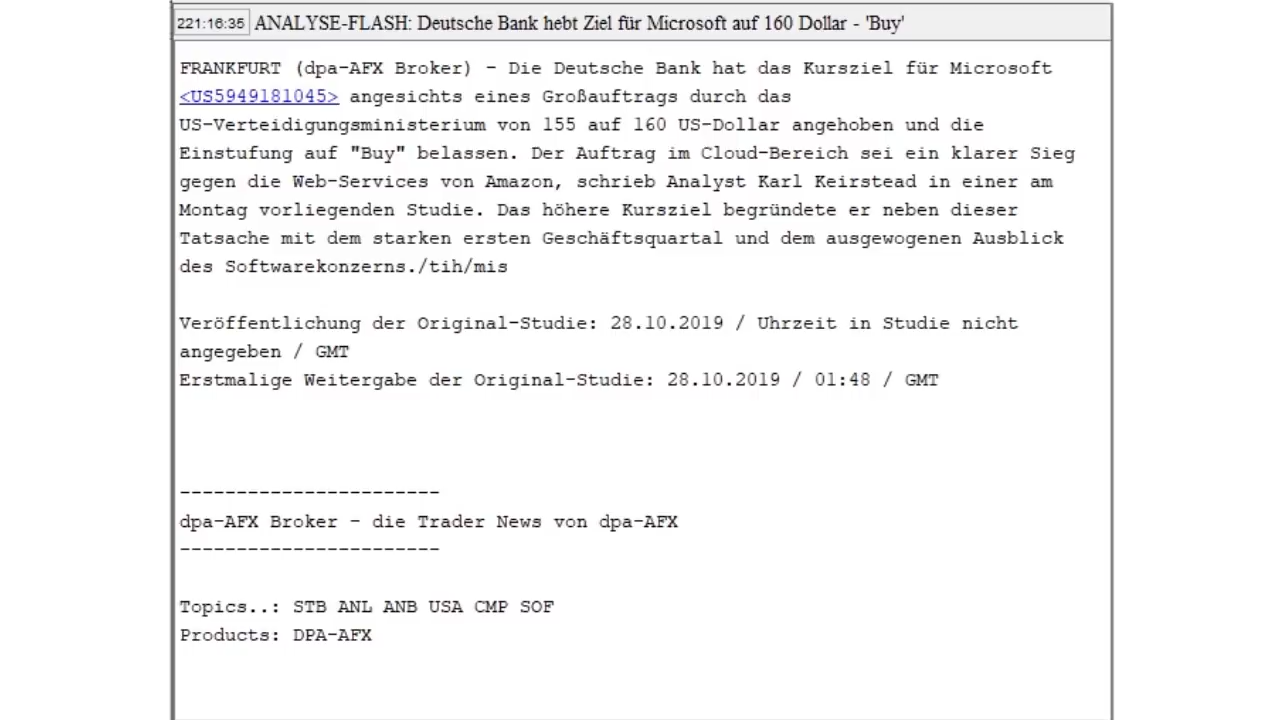 221:16:35 ANALYSE-FLASH: Deutsche Bank hebt Ziel für Microsoft auf 160 Dollar - 'Buy'
FRANKFURT (dpa-AFX Broker) - Die Deutsche Bank hat das Kursziel für Microsoft
<US5949181045> angesichts eines Großauftrags durch das
US-Verteidigungsministerium von 155 auf 160 US-Dollar angehoben und die
Einstufung auf "Buy" belassen. Der Auftrag im Cloud-Bereich sei ein klarer Sieg
gegen die Web-Services von Amazon, schrieb Analyst Karl Keirstead in einer am
Montag vorliegenden Studie. Das höhere Kursziel begründete er neben dieser
Tatsache mit dem starken ersten Geschäftsquartal und dem ausgewogenen Ausblick
des Softwarekonzerns./tih/mis
Veröffentlichung der Original-Studie: 28.10.2019 / Uhrzeit in Studie nicht
angegeben / GMT
Erstmalige Weitergabe der Original-Studie: 28.10.2019 / 01:48 / GMT
-----------------------
dpa-AFX Broker - die Trader News von dpa-AFX
-----------------------
Topics..: STB ANL ANB USA CMP SOF
Products: DPA-AFX